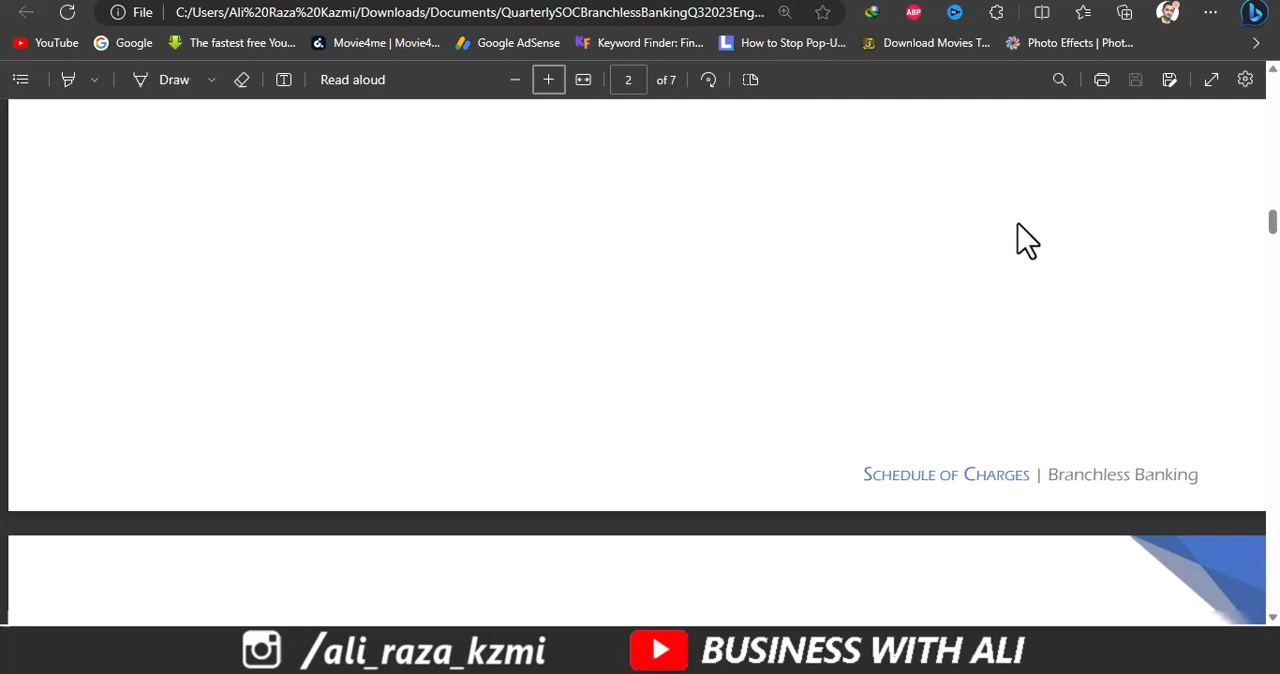 File C:/Users/Ali%20Raza%20Kazmi/Downloads/Documents/QuarterlySOCBranchlessBankingQ32023Eng...
ABP
YouTube Google The fastest free You... Movie4me | Movie4... Google AdSense KF Keyword Finder: Fin... L How to Stop Pop-U... Download Movies T... Photo Effects | Phot...
Draw Read aloud 2 of 7
SCHEDULE OF CHARGES | Branchless Banking
/ali_raza_kzmi BUSINESS WITH ALI